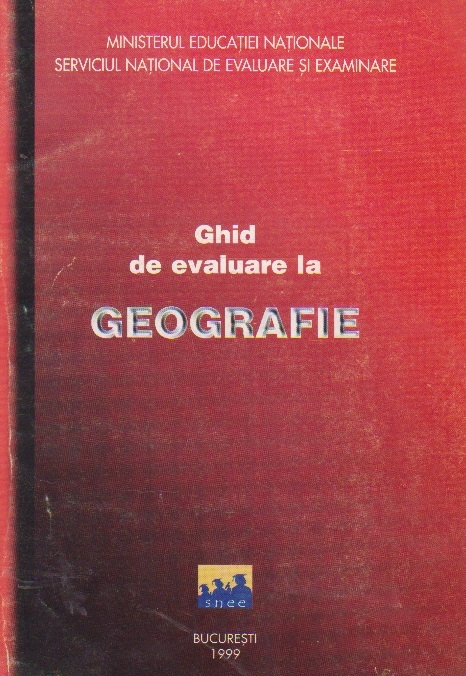 MINISTERUL EDUCAȚIEI NAȚIONALE
SERVICIUL NAȚIONAL DE EVALUARE ȘI EXAMINARE
Ghid
de evaluare la
GEOGRAFIE
snee
BUCUREȘTI
1999